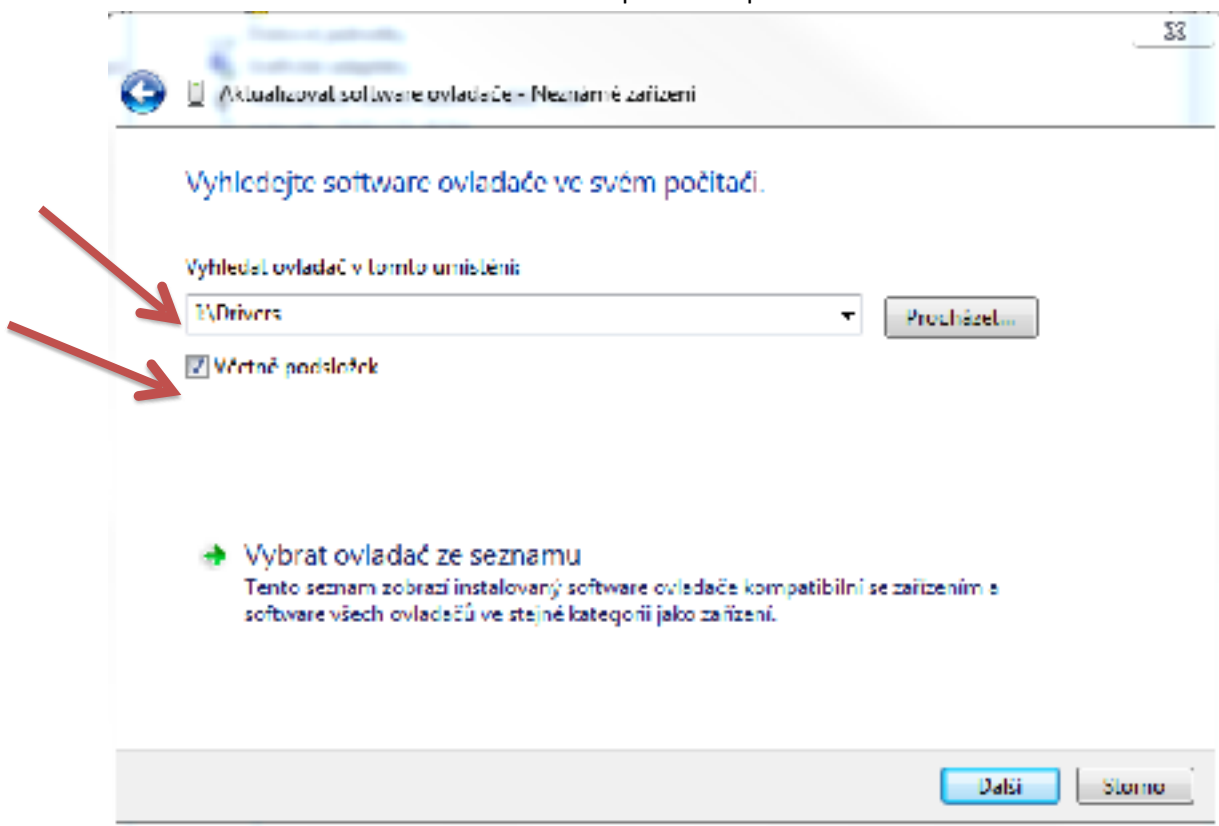 Aktualizovat software ovladače - Neznámé zařízení
Vyhledejte software ovladače ve svém počítači.
Vyhledat ovladač v tomto umístění:
\Drivers
Procházet...
Včetně podsložek
Vybrat ovladač ze seznamu
Tento seznam zobrazí instalovaný software ovladače kompatibilní se zařízením a
software všech ovladačů ve stejné kategorii jako zařízení.
Další
Storno